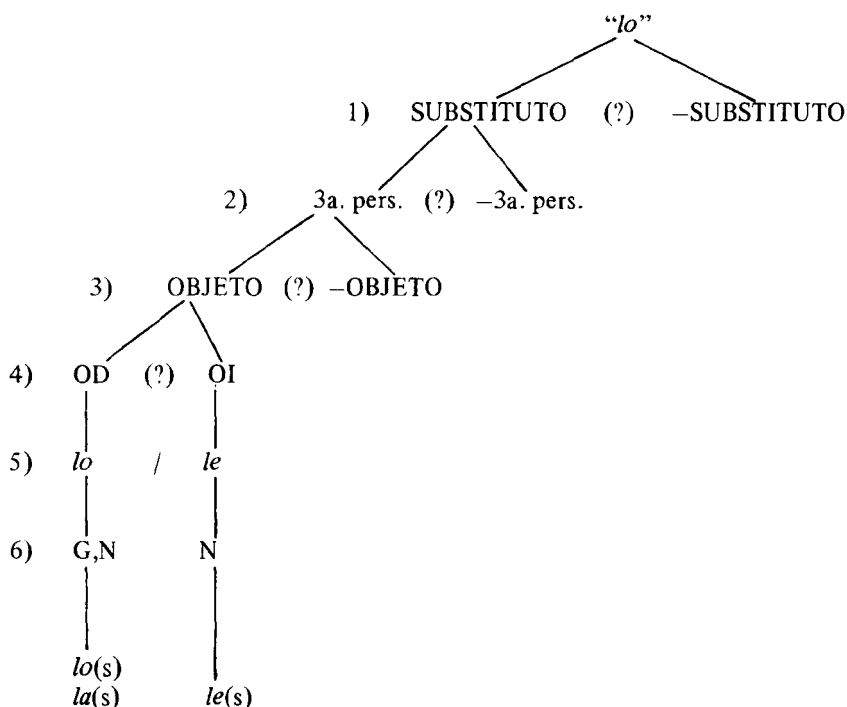 “lo”
1) SUBSTITUTO (?) –SUBSTITUTO
2) 3a. pers. (?) –3a. pers.
3) OBJETO (?) –OBJETO
4) OD (?) OI
5) lo / le
6) G,N N
lo(s)
la(s) le(s)